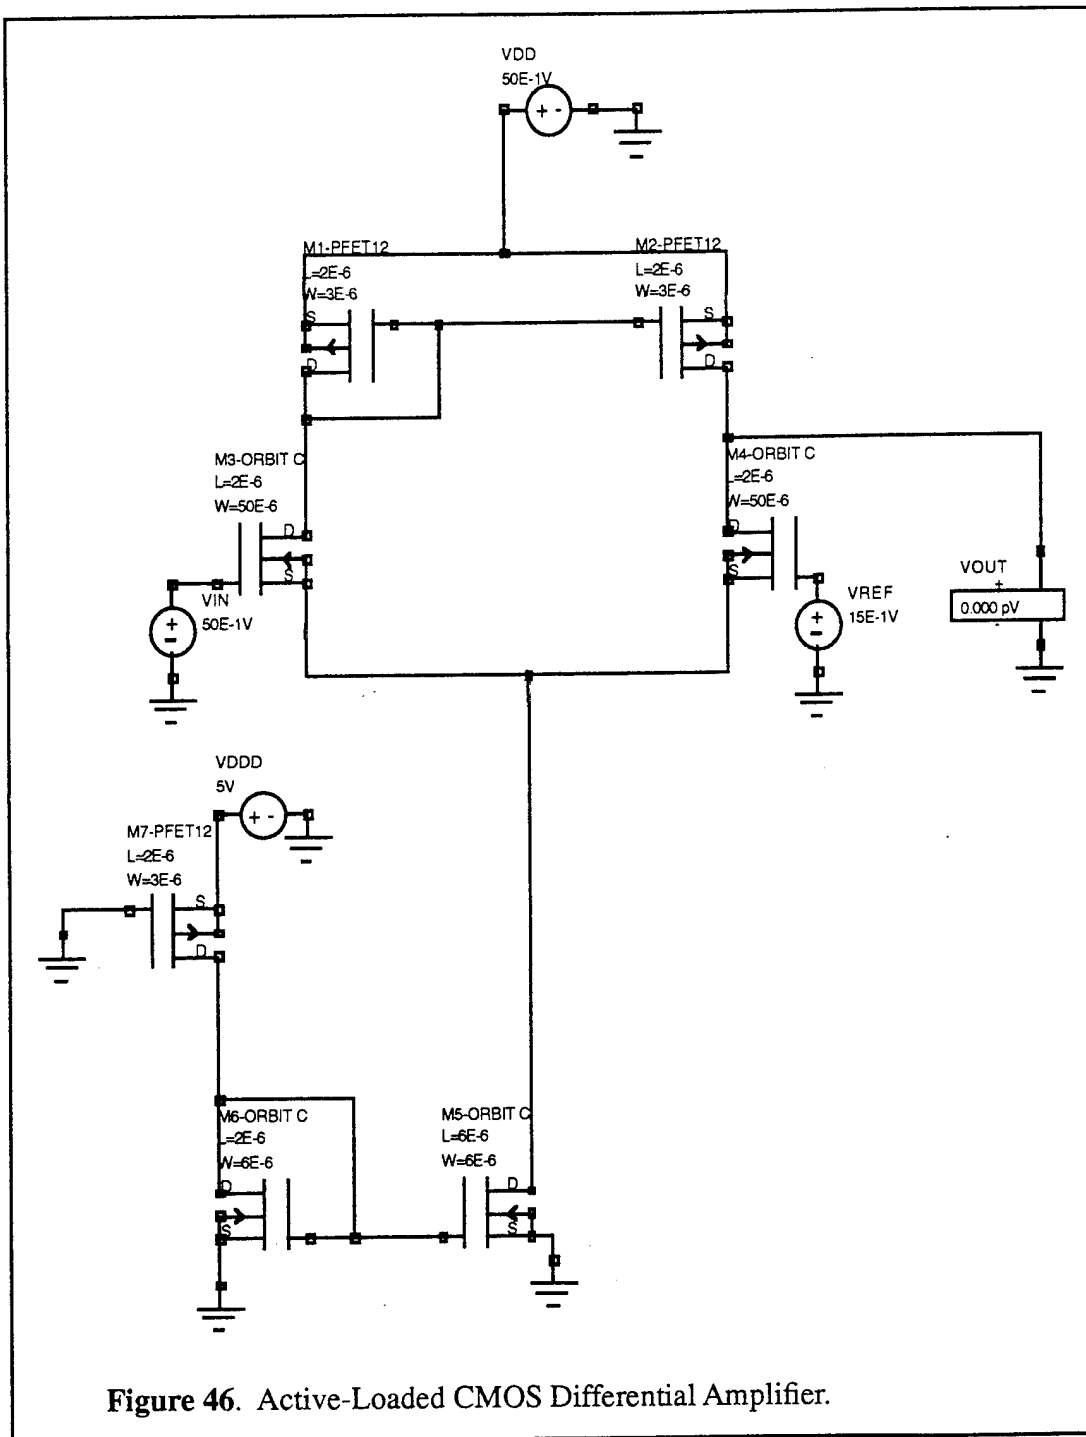 VDD
50E-1V
+ -
M1-PFET12
L=2E-6
W=3E-6
S
D
M2-PFET12
L=2E-6
W=3E-6
S
D
M3-ORBIT C
L=2E-6
W=50E-6
D
S
M4-ORBIT C
L=2E-6
W=50E-6
D
S
VIN
50E-1V
+
-
VREF
15E-1V
+
-
VOUT
+
0.000 pV
-
VDDD
5V
+ -
M7-PFET12
L=2E-6
W=3E-6
S
D
M6-ORBIT C
L=2E-6
W=6E-6
D
S
M5-ORBIT C
L=6E-6
W=6E-6
D
S
Figure 46. Active-Loaded CMOS Differential Amplifier.